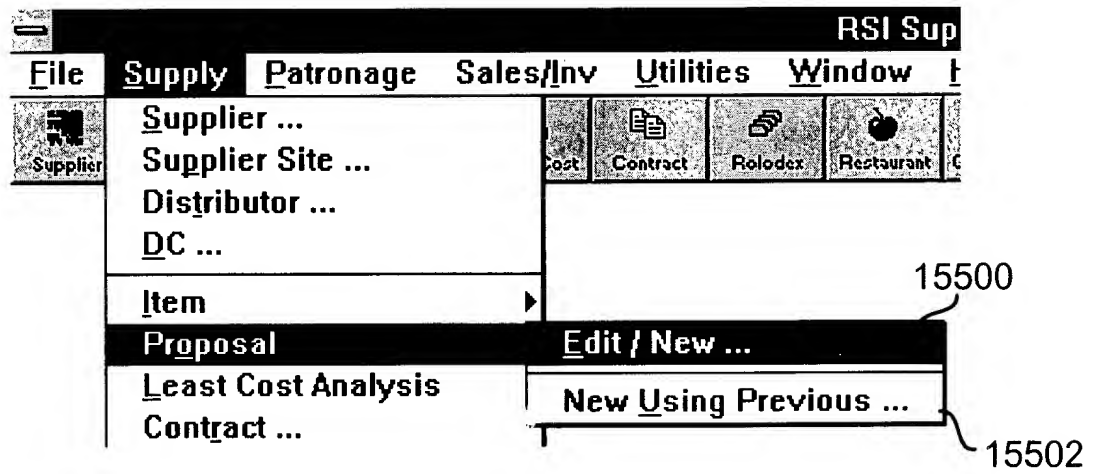 RSI Sup
File Supply Patronage Sales/Inv Utilities Window H
Supplier Cost Contract Rolodex Restaurant
Supplier ...
Supplier Site ...
Distributor ...
DC ...
15500
Item
Proposal Edit / New ...
Least Cost Analysis New Using Previous ...
Contract ...
15502